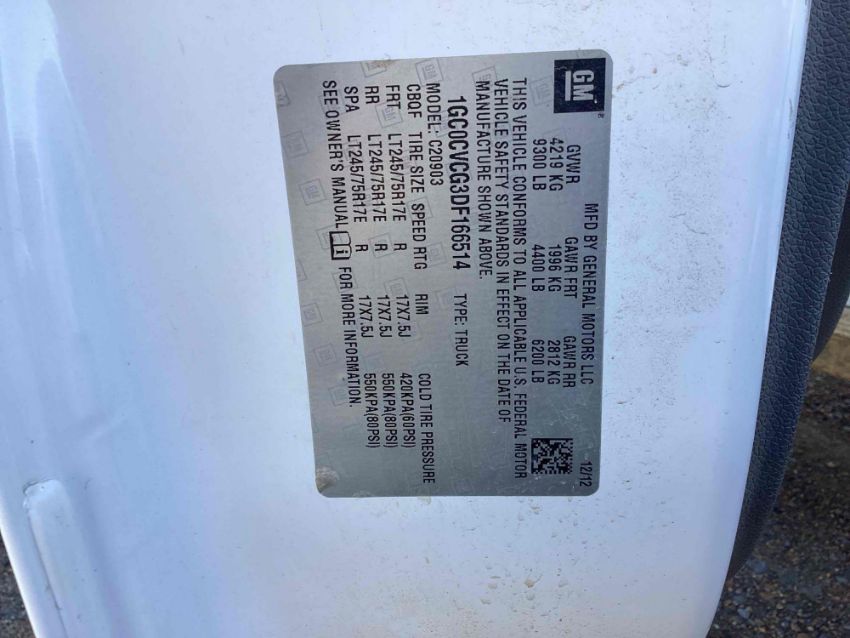 GM
MFD BY GENERAL MOTORS LLC 12/12
GVWR GAWR FRT GAWR RR
4219 KG 1996 KG 2812 KG
9300 LB 4400 LB 6200 LB
THIS VEHICLE CONFORMS TO ALL APPLICABLE U.S. FEDERAL MOTOR
VEHICLE SAFETY STANDARDS IN EFFECT ON THE DATE OF
MANUFACTURE SHOWN ABOVE.
1GC0CVCG3DF166514 TYPE: TRUCK
MODEL: C20903
CBQF TIRE SIZE SPEED RTG RIM COLD TIRE PRESSURE
FRT LT245/75R17E R 17X7.5J 420KPA(60PSI)
RR LT245/75R17E R 17X7.5J 550KPA(80PSI)
SPA LT245/75R17E R 17X7.5J 550KPA(80PSI)
SEE OWNER'S MANUAL FOR MORE INFORMATION.